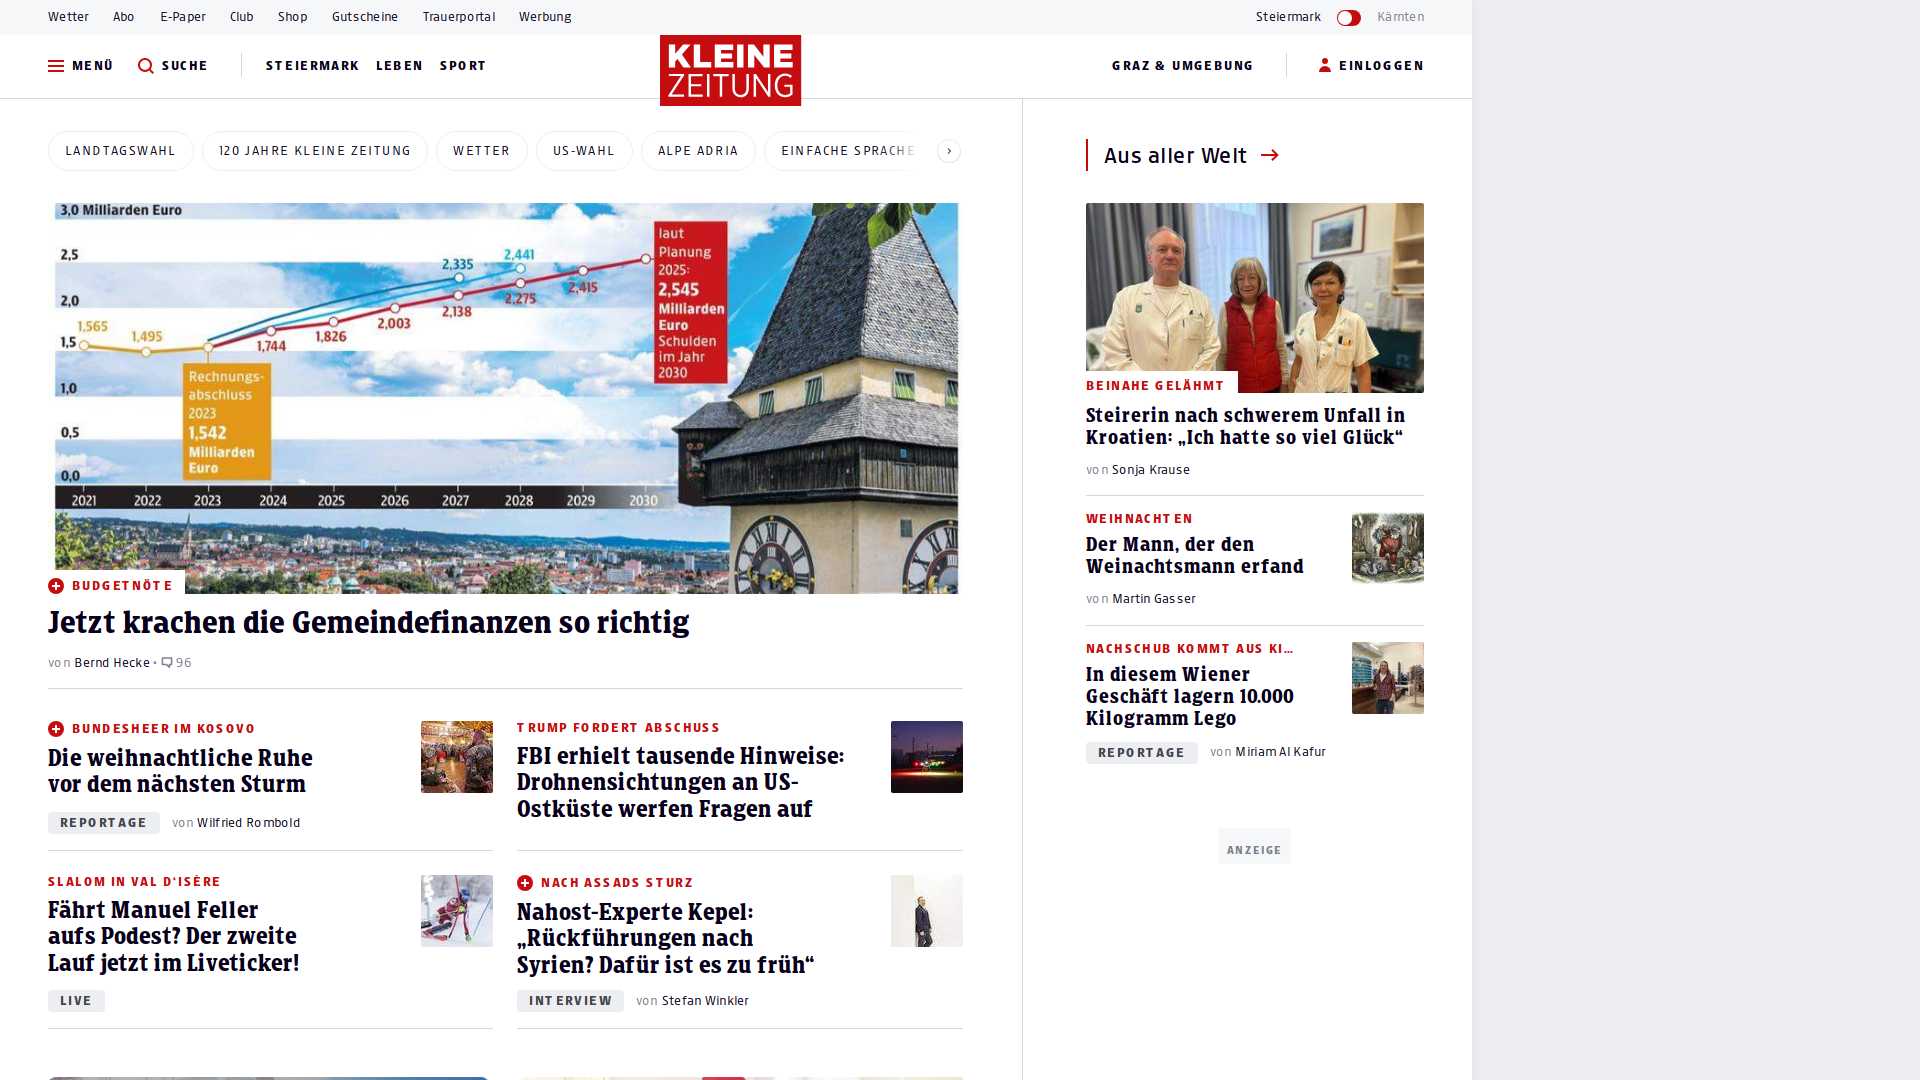 Wetter Abo E-Paper Club Shop Gutscheine Trauerportal Werbung Steiermark Kärnten
MENÜ SUCHE STEIERMARK LEBEN SPORT KLEINE ZEITUNG GRAZ & UMGEBUNG EINLOGGEN
LANDTAGSWAHL 120 JAHRE KLEINE ZEITUNG WETTER US-WAHL ALPE ADRIA EINFACHE SPRACHE
3,0 Milliarden Euro
2,5
2,0
1,5
1,0
0,5
0,0
1,565 1,495
1,744 1,826 2,003 2,138 2,275 2,415
2,335 2,441
Rechnungs-
abschluss
2023
1,542
Milliarden
Euro
laut
Planung
2025:
2,545
Milliarden
Euro
Schulden
im Jahr
2030
2021 2022 2023 2024 2025 2026 2027 2028 2029 2030
BUDGETNÖTE
Jetzt krachen die Gemeindefinanzen so richtig
von Bernd Hecke • 96
BUNDESHEER IM KOSOVO
Die weihnachtliche Ruhe
vor dem nächsten Sturm
REPORTAGE von Wilfried Rombold
TRUMP FORDERT ABSCHUSS
FBI erhielt tausende Hinweise:
Drohnensichtungen an US-
Ostküste werfen Fragen auf
SLALOM IN VAL D‘ISÈRE
Fährt Manuel Feller
aufs Podest? Der zweite
Lauf jetzt im Liveticker!
LIVE
NACH ASSADS STURZ
Nahost-Experte Kepel:
„Rückführungen nach
Syrien? Dafür ist es zu früh“
INTERVIEW von Stefan Winkler
Aus aller Welt
BEINAHE GELÄHMT
Steirerin nach schwerem Unfall in
Kroatien: „Ich hatte so viel Glück“
von Sonja Krause
WEIHNACHTEN
Der Mann, der den
Weinachtsmann erfand
von Martin Gasser
NACHSCHUB KOMMT AUS KI...
In diesem Wiener
Geschäft lagern 10.000
Kilogramm Lego
REPORTAGE von Miriam Al Kafur
ANZEIGE